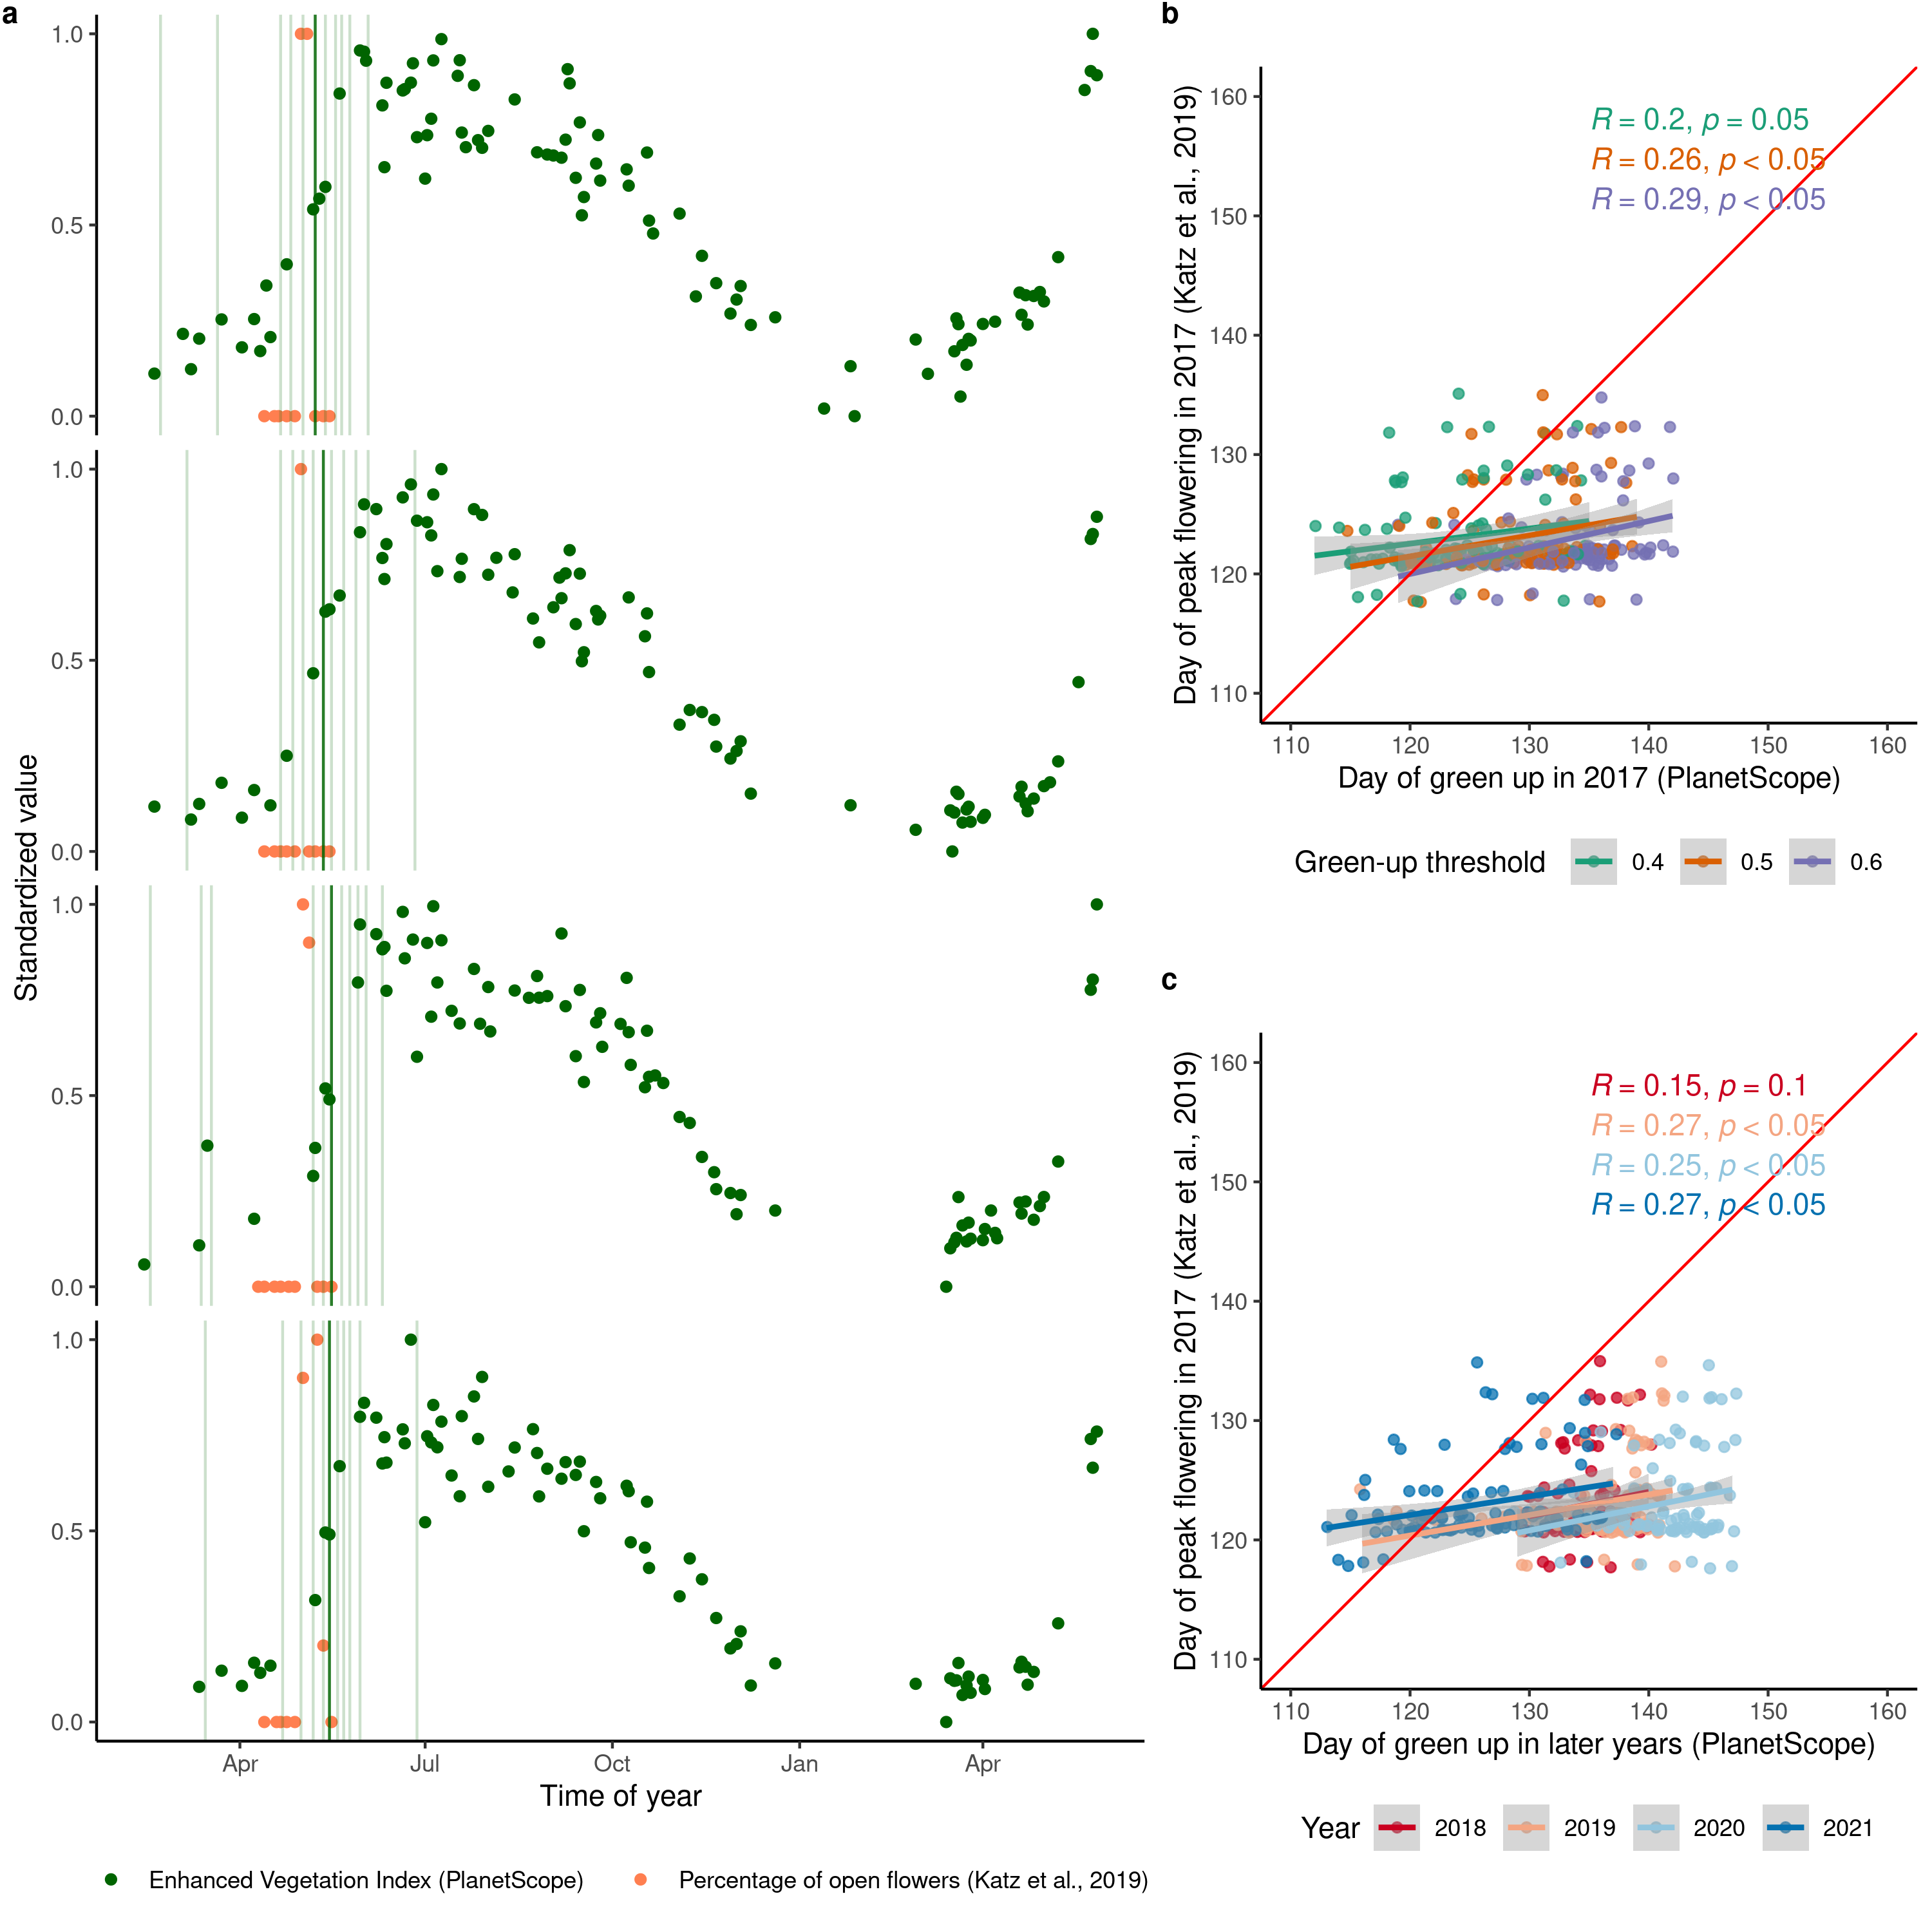 a
Standardized value
1.0
0.5
0.0
1.0
0.5
0.0
1.0
0.5
0.0
1.0
0.5
0.0
Apr Jul Oct Jan Apr
Time of year
Enhanced Vegetation Index (PlanetScope) Percentage of open flowers (Katz et al., 2019)
b
Day of peak flowering in 2017 (Katz et al., 2019)
160
150
140
130
120
110
R = 0.2, p = 0.05
R = 0.26, p < 0.05
R = 0.29, p < 0.05
110 120 130 140 150 160
Day of green up in 2017 (PlanetScope)
Green-up threshold 0.4 0.5 0.6
c
Day of peak flowering in 2017 (Katz et al., 2019)
160
150
140
130
120
110
R = 0.15, p = 0.1
R = 0.27, p < 0.05
R = 0.25, p < 0.05
R = 0.27, p < 0.05
110 120 130 140 150 160
Day of green up in later years (PlanetScope)
Year 2018 2019 2020 2021